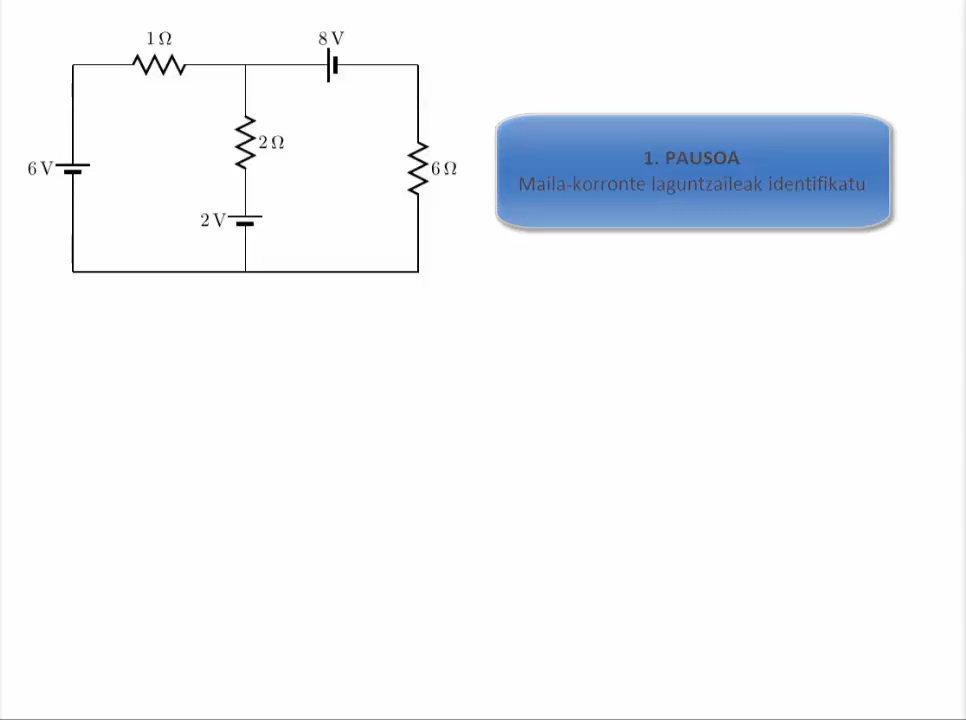 1 Ω
8 V
2 Ω
6 V
6 Ω
2 V
1. PAUSOA
Maila-korronte laguntzaileak identifikatu